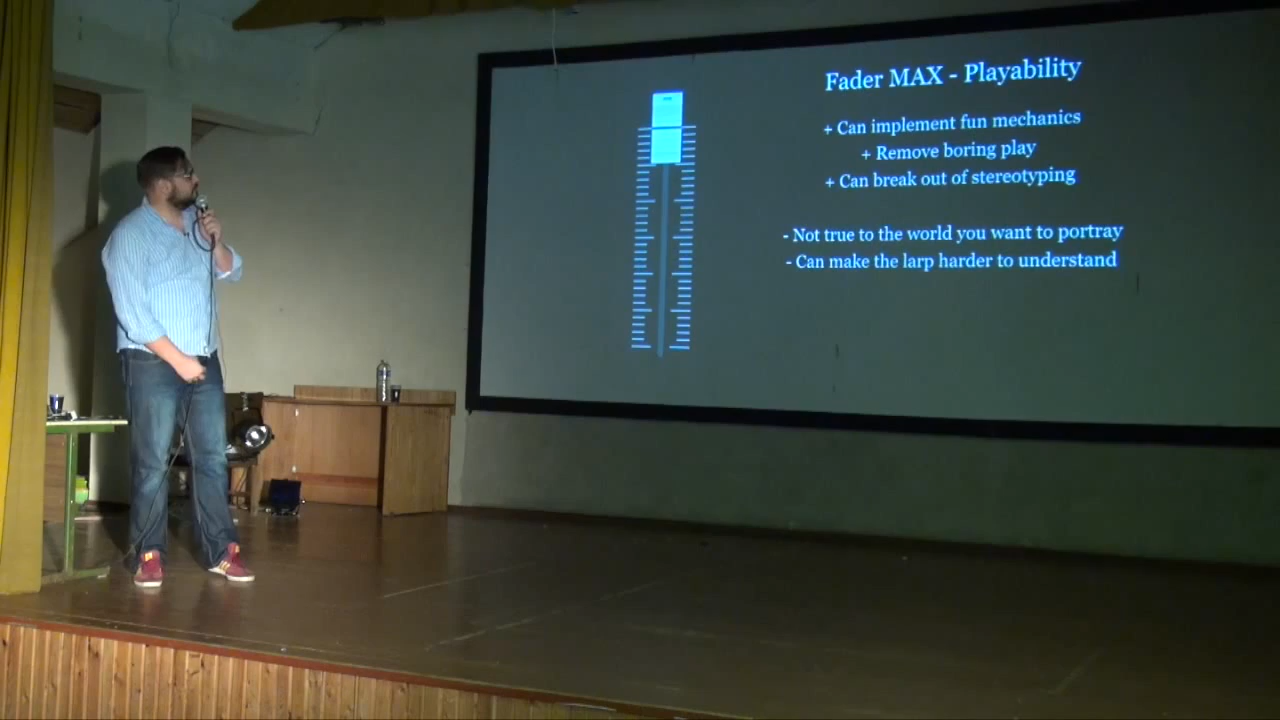 Fader MAX - Playability
+ Can implement fun mechanics
+ Remove boring play
+ Can break out of stereotyping
- Not true to the world you want to portray
- Can make the larp harder to understand